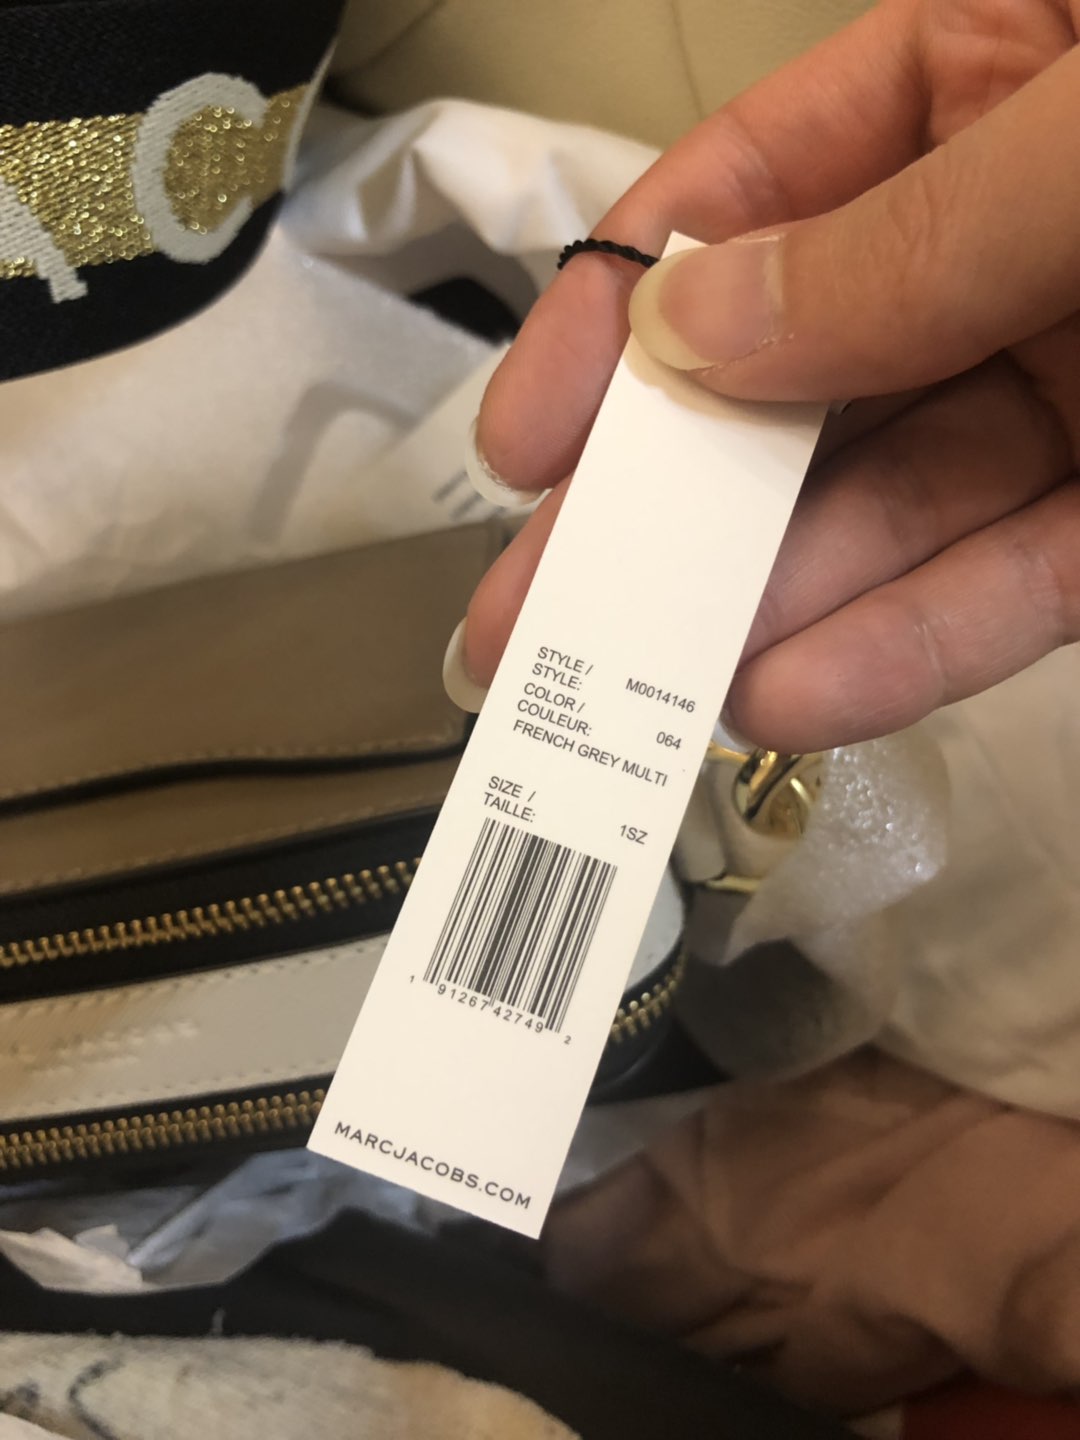 STYLE /
STYLE: M0014146
COLOR /
COULEUR: 064
FRENCH GREY MULTI
SIZE /
TAILLE: 1SZ
1 91267 42749 2
MARCJACOBS.COM
C